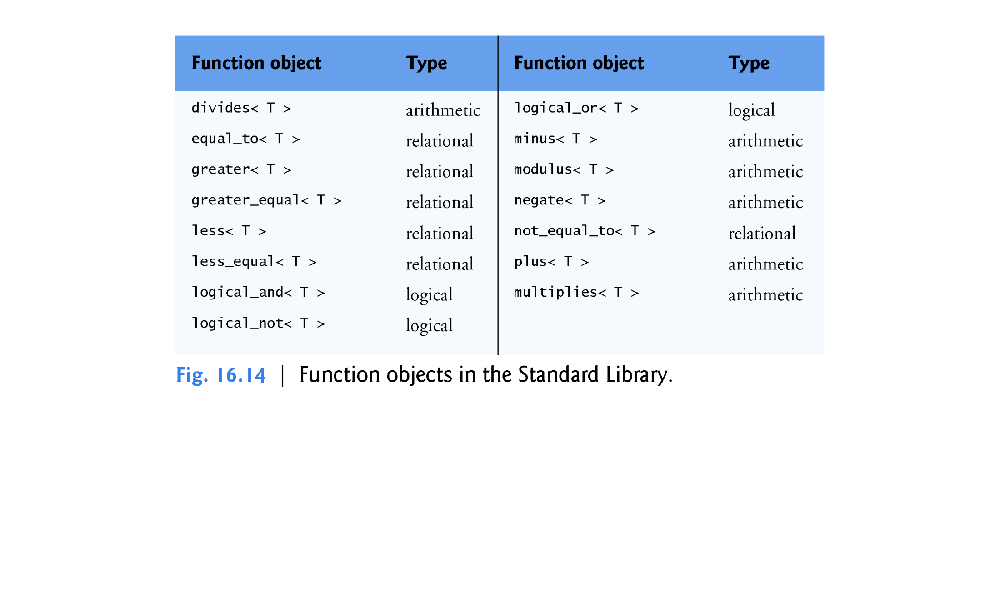 Function object Type Function object Type
divides< T > arithmetic logical_or< T > logical
equal_to< T > relational minus< T > arithmetic
greater< T > relational modulus< T > arithmetic
greater_equal< T > relational negate< T > arithmetic
less< T > relational not_equal_to< T > relational
less_equal< T > relational plus< T > arithmetic
logical_and< T > logical multiplies< T > arithmetic
logical_not< T > logical
Fig. 16.14 | Function objects in the Standard Library.